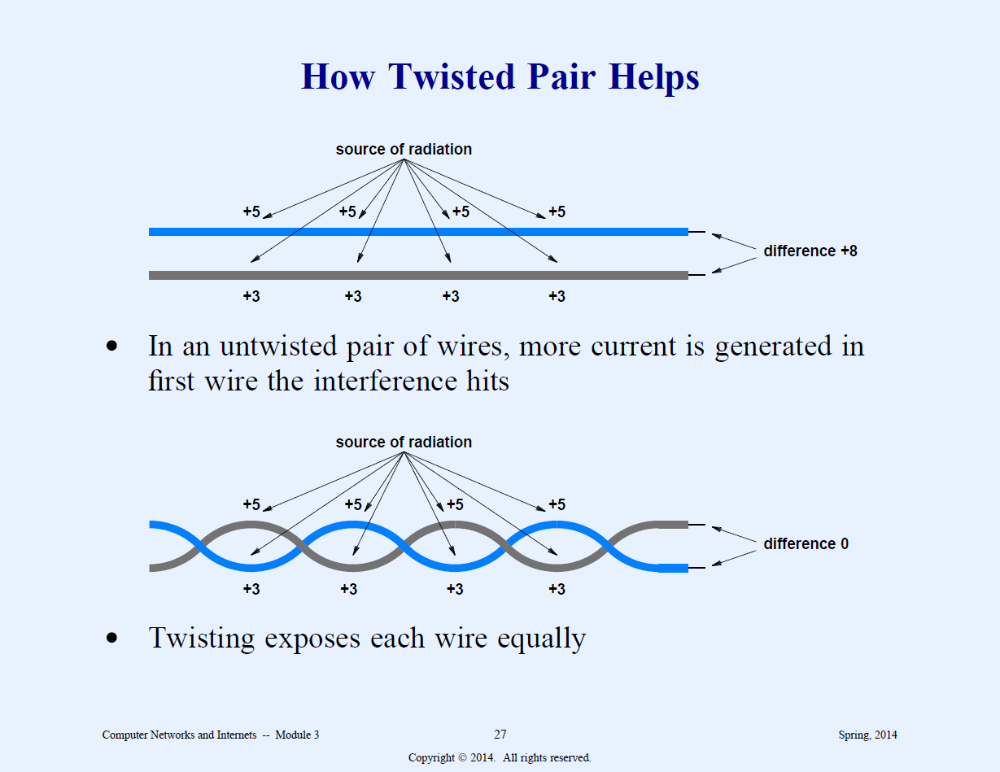 How Twisted Pair Helps
source of radiation
+5 +5 +5 +5
difference +8
+3 +3 +3 +3
• In an untwisted pair of wires, more current is generated in
first wire the interference hits
source of radiation
+5 +5 +5 +5
difference 0
+3 +3 +3 +3
• Twisting exposes each wire equally
Computer Networks and Internets -- Module 3 27 Spring, 2014
Copyright © 2014. All rights reserved.